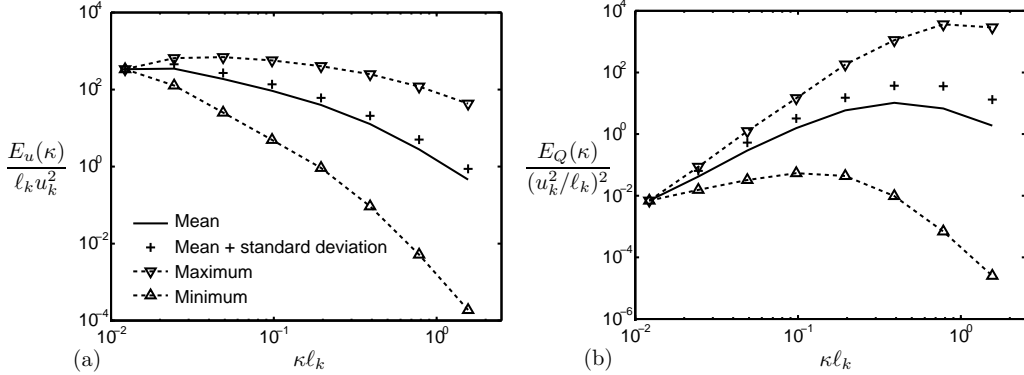 10^4
10^2
10^0
10^-2
10^-4
E_u(κ)
ℓ_k u_k^2
Mean
Mean + standard deviation
Maximum
Minimum
10^-2
10^-1
10^0
(a)
κℓ_k
10^4
10^2
10^0
10^-2
10^-4
10^-6
E_Q(κ)
(u_k^2/ℓ_k)^2
10^-2
10^-1
10^0
(b)
κℓ_k